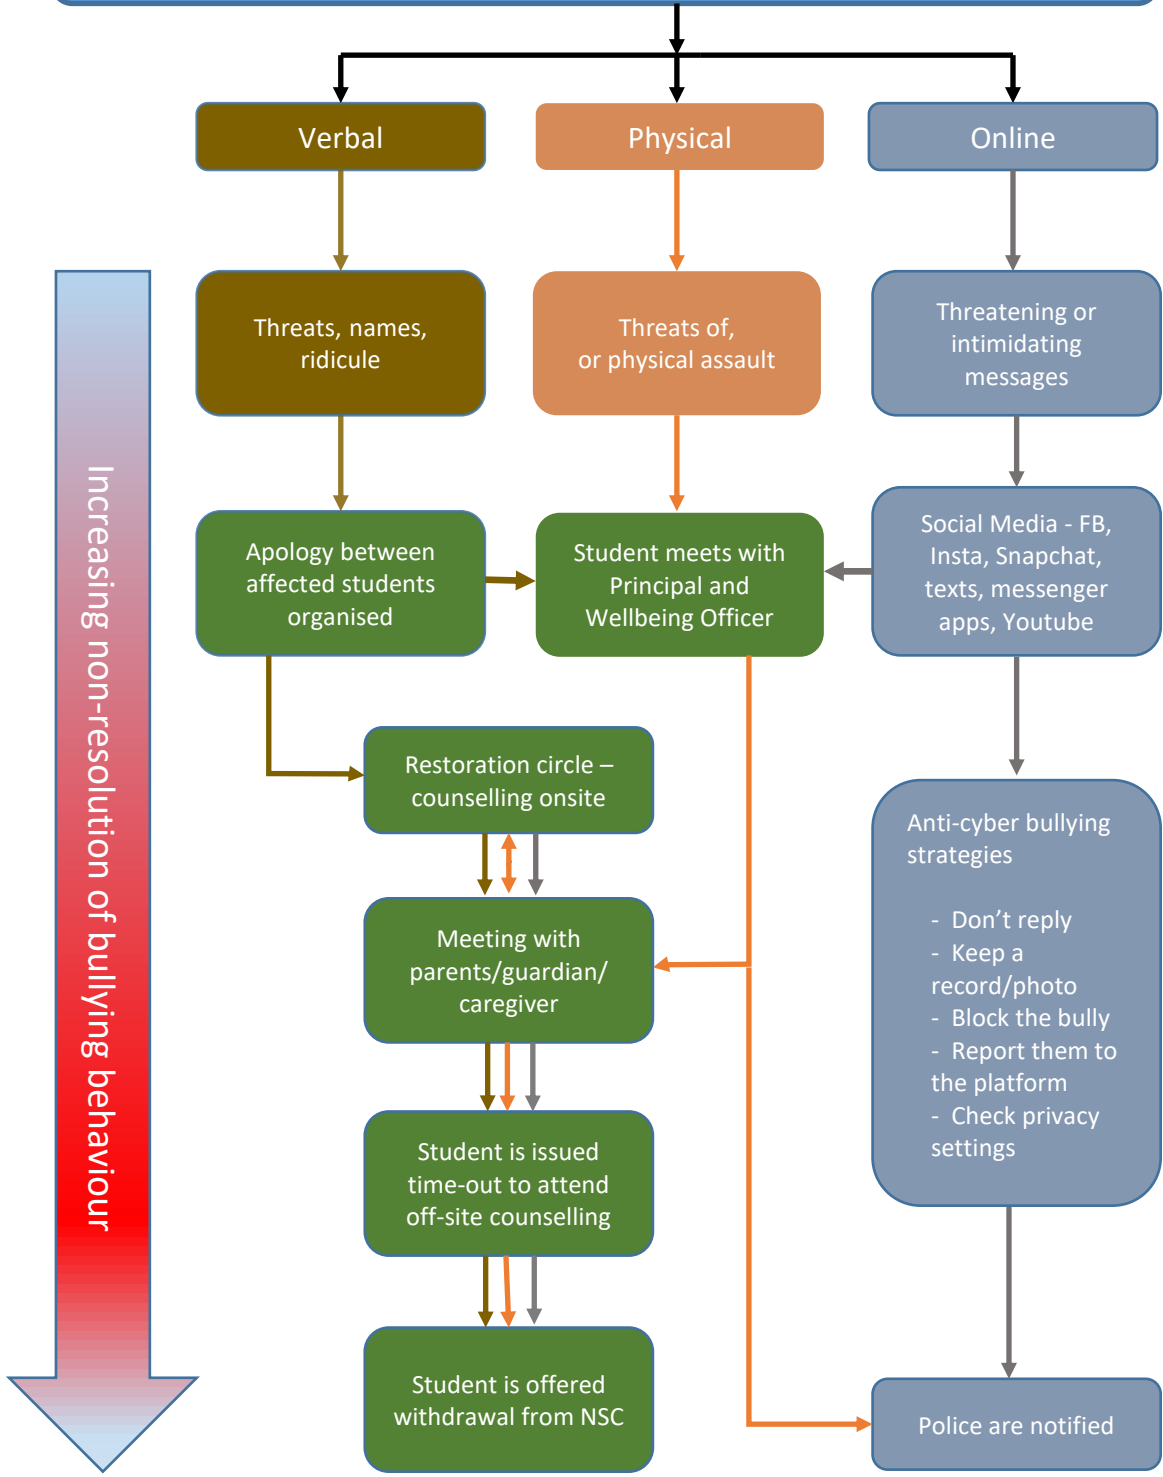 Verbal
Physical
Online
Threats, names,
ridicule
Threats of,
or physical assault
Threatening or
intimidating
messages
Increasing non-resolution of bullying behaviour
Apology between
affected students
organised
Student meets with
Principal and
Wellbeing Officer
Social Media - FB,
Insta, Snapchat,
texts, messenger
apps, Youtube
Restoration circle –
counselling onsite
Anti-cyber bullying
strategies
- Don’t reply
- Keep a
record/photo
- Block the bully
- Report them to
the platform
- Check privacy
settings
Meeting with
parents/guardian/
caregiver
Student is issued
time-out to attend
off-site counselling
Student is offered
withdrawal from NSC
Police are notified